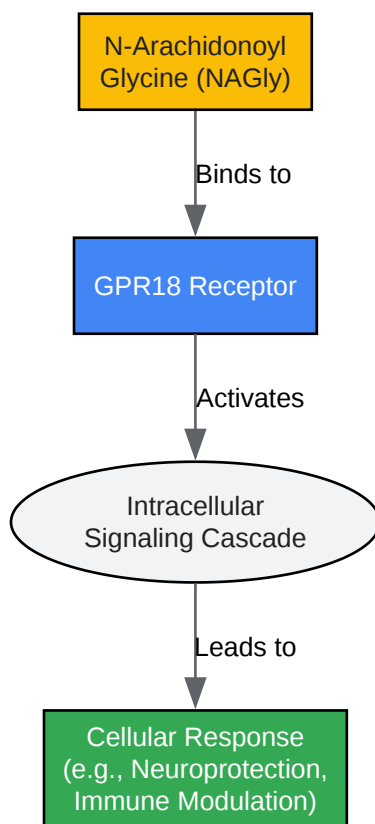 N-Arachidonoyl
Glycine (NAGly)
Binds to
GPR18 Receptor
Activates
Intracellular
Signaling Cascade
Leads to
Cellular Response
(e.g., Neuroprotection,
Immune Modulation)